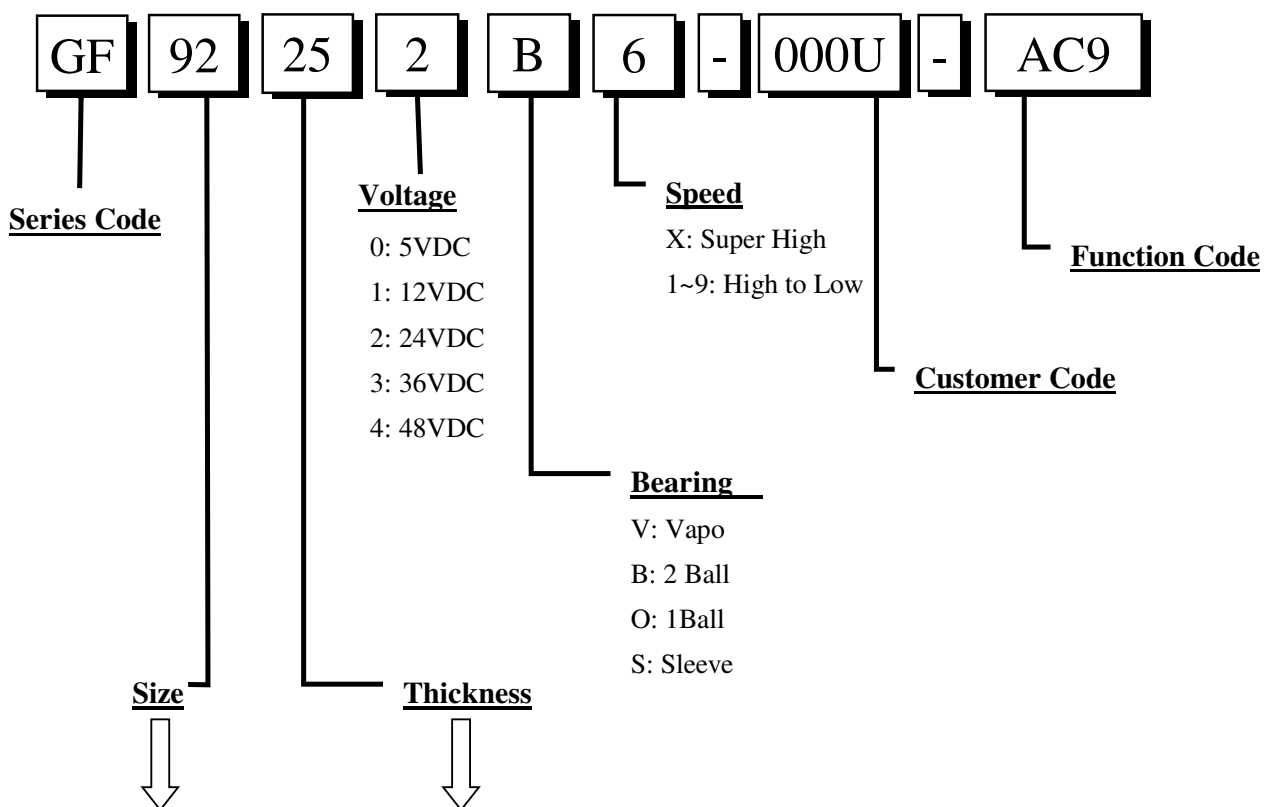 GF 92 25 2 B 6 - 000U - AC9
Series Code
Voltage
0: 5VDC
1: 12VDC
2: 24VDC
3: 36VDC
4: 48VDC
Speed
X: Super High
1~9: High to Low
Function Code
Customer Code
Bearing
V: Vapo
B: 2 Ball
O: 1Ball
S: Sleeve
Size
Thickness